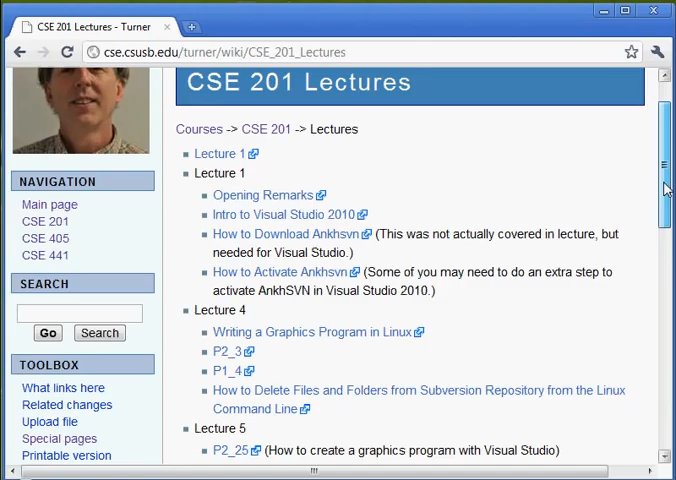 CSE 201 Lectures - Turner
cse.csusb.edu/turner/wiki/CSE_201_Lectures
CSE 201 Lectures
Courses -> CSE 201 -> Lectures
Lecture 1
Lecture 1
Opening Remarks
Intro to Visual Studio 2010
How to Download Ankhsvn (This was not actually covered in lecture, but
needed for Visual Studio.)
How to Activate Ankhsvn (Some of you may need to do an extra step to
activate AnkhSVN in Visual Studio 2010.)
Lecture 4
Writing a Graphics Program in Linux
P2_3
P1_4
How to Delete Files and Folders from Subversion Repository from the Linux
Command Line
Lecture 5
P2_25 (How to create a graphics program with Visual Studio)
NAVIGATION
Main page
CSE 201
CSE 405
CSE 441
SEARCH
Go Search
TOOLBOX
What links here
Related changes
Upload file
Special pages
Printable version